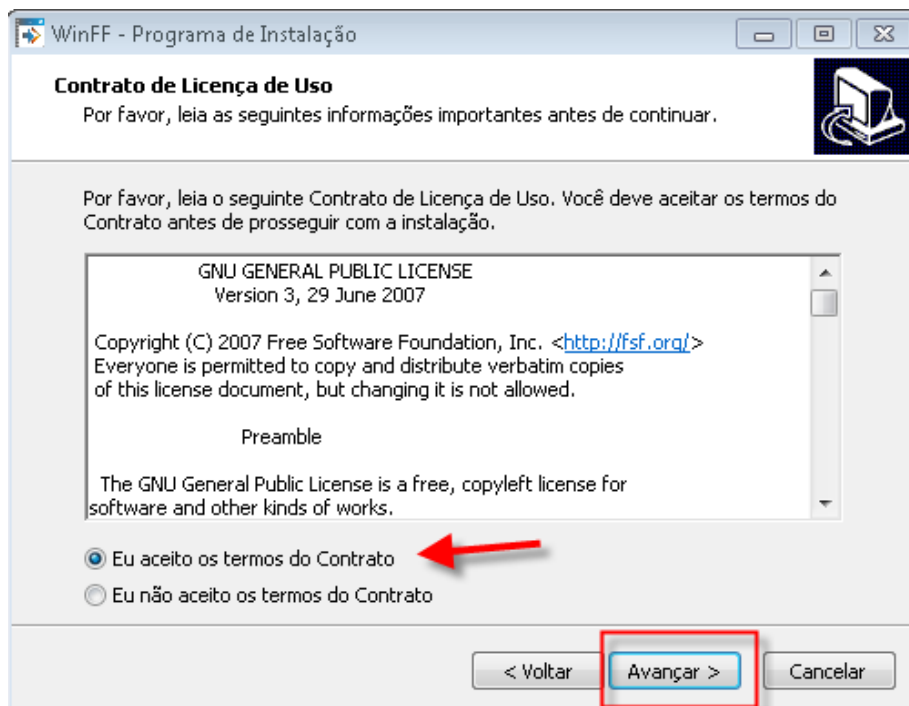 WinFF - Programa de Instalação
Contrato de Licença de Uso
Por favor, leia as seguintes informações importantes antes de continuar.
Por favor, leia o seguinte Contrato de Licença de Uso. Você deve aceitar os termos do
Contrato antes de prosseguir com a instalação.
GNU GENERAL PUBLIC LICENSE
Version 3, 29 June 2007
Copyright (C) 2007 Free Software Foundation, Inc. <http://fsf.org/>
Everyone is permitted to copy and distribute verbatim copies
of this license document, but changing it is not allowed.
Preamble
The GNU General Public License is a free, copyleft license for
software and other kinds of works.
Eu aceito os termos do Contrato
Eu não aceito os termos do Contrato
< Voltar
Avançar >
Cancelar